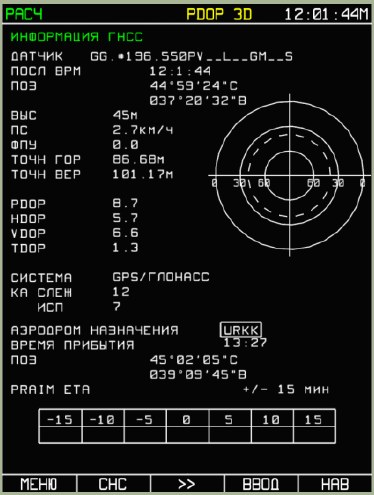 РАСЧ PDOP 3D 12:01:44М
ИНФОРМАЦИЯ ГНСС
ДАТЧИК GG.*196.550PV__L__GM__S
ПОСЛ ВРМ 12:1:44
ПОЗ 44°59'24"С
037°20'32"В
ВЫС 45м
ПС 2.7км/ч
ФПУ 0.0
ТОЧН ГОР 86.68м
ТОЧН ВЕР 101.17м
0 30 60 60 30 0
PDOP 8.7
HDOP 5.7
VDOP 6.6
TDOP 1.3
СИСТЕМА GPS/ГЛОНАСС
КА СЛЕЖ 12
ИСП 7
АЭРОДРОМ НАЗНАЧЕНИЯ URKK
ВРЕМЯ ПРИБЫТИЯ 13:27
ПОЗ 45°02'05"С
039°09'45"В
PRAIM ETA +/- 15 мин
-15 -10 -5 0 5 10 15
МЕНЮ СНС >> ВВОД НАВ